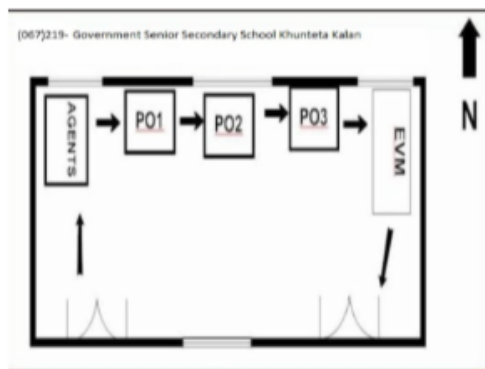 (067)219- Government Senior Secondary School Khunteta Kalan
N
AGENTS
PO1
PO2
PO3
EVM